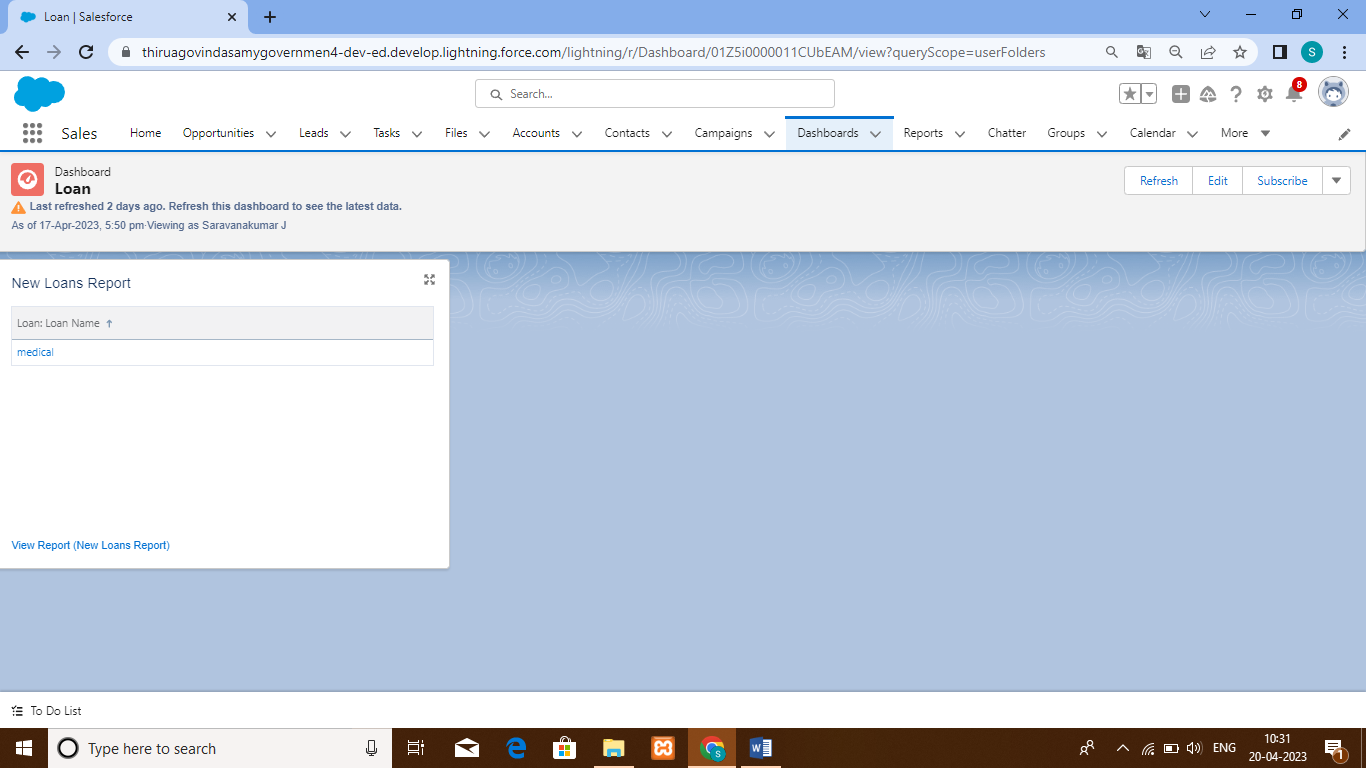 Loan | Salesforce
thiruagovindasamygovernmen4-dev-ed.develop.lightning.force.com/lightning/r/Dashboard/01Z5i0000011CUbEAM/view?queryScope=userFolders
S
Search...
8
Sales Home Opportunities Leads Tasks Files Accounts Contacts Campaigns Dashboards Reports Chatter Groups Calendar More
Dashboard
Loan
Refresh Edit Subscribe
Last refreshed 2 days ago. Refresh this dashboard to see the latest data.
As of 17-Apr-2023, 5:50 pm·Viewing as Saravanakumar J
New Loans Report
Loan: Loan Name ↑
medical
View Report (New Loans Report)
To Do List
Type here to search
ENG
10:31
20-04-2023
1